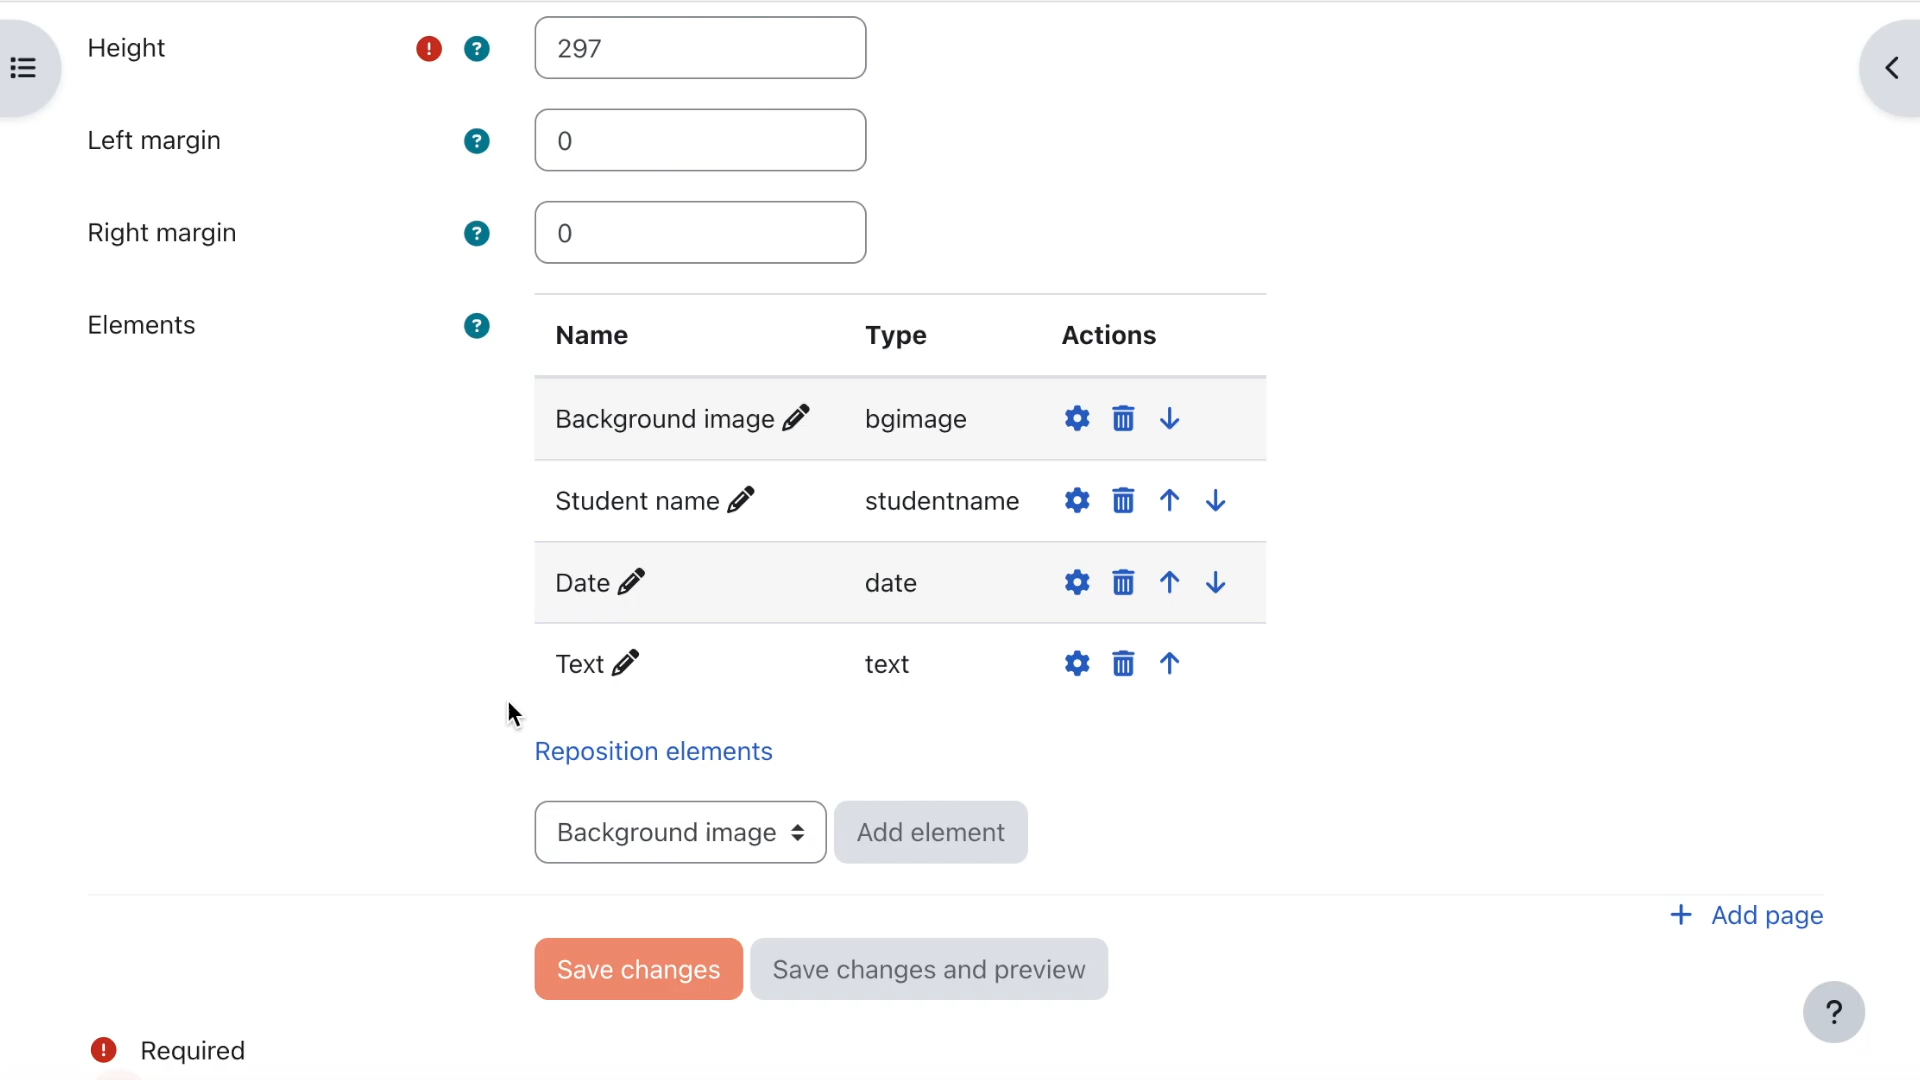 Height ! ? 297
Left margin ? 0
Right margin ? 0
Elements ? Name Type Actions
Background image bgimage
Student name studentname
Date date
Text text
Reposition elements
Background image Add element
+ Add page
Save changes Save changes and preview
?
! Required